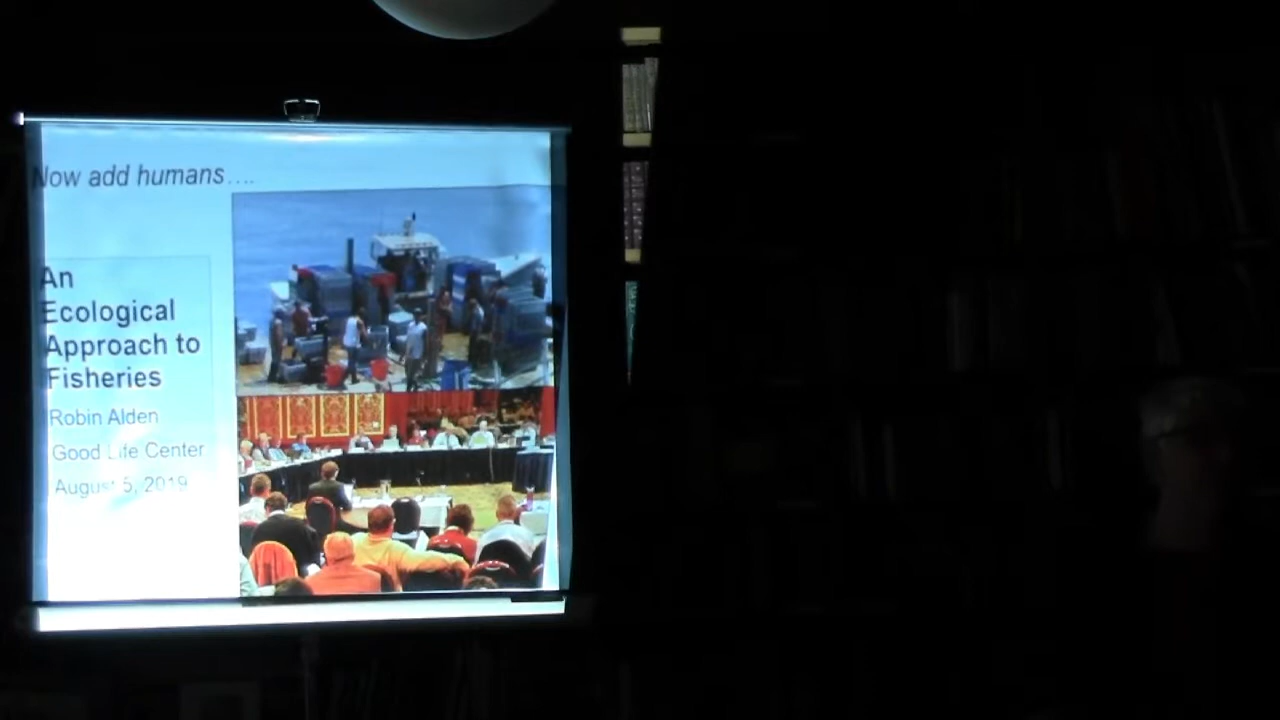 Now add humans....
An
Ecological
Approach to
Fisheries
Robin Alden
Good Life Center
August 5, 2019